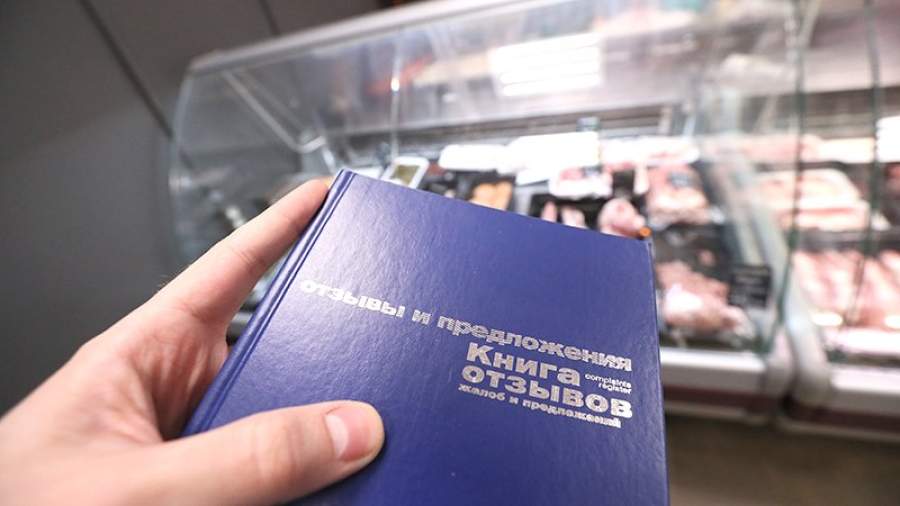 отзывы и предложения
Книга
complaints
register
отзывов
жалоб и предложений